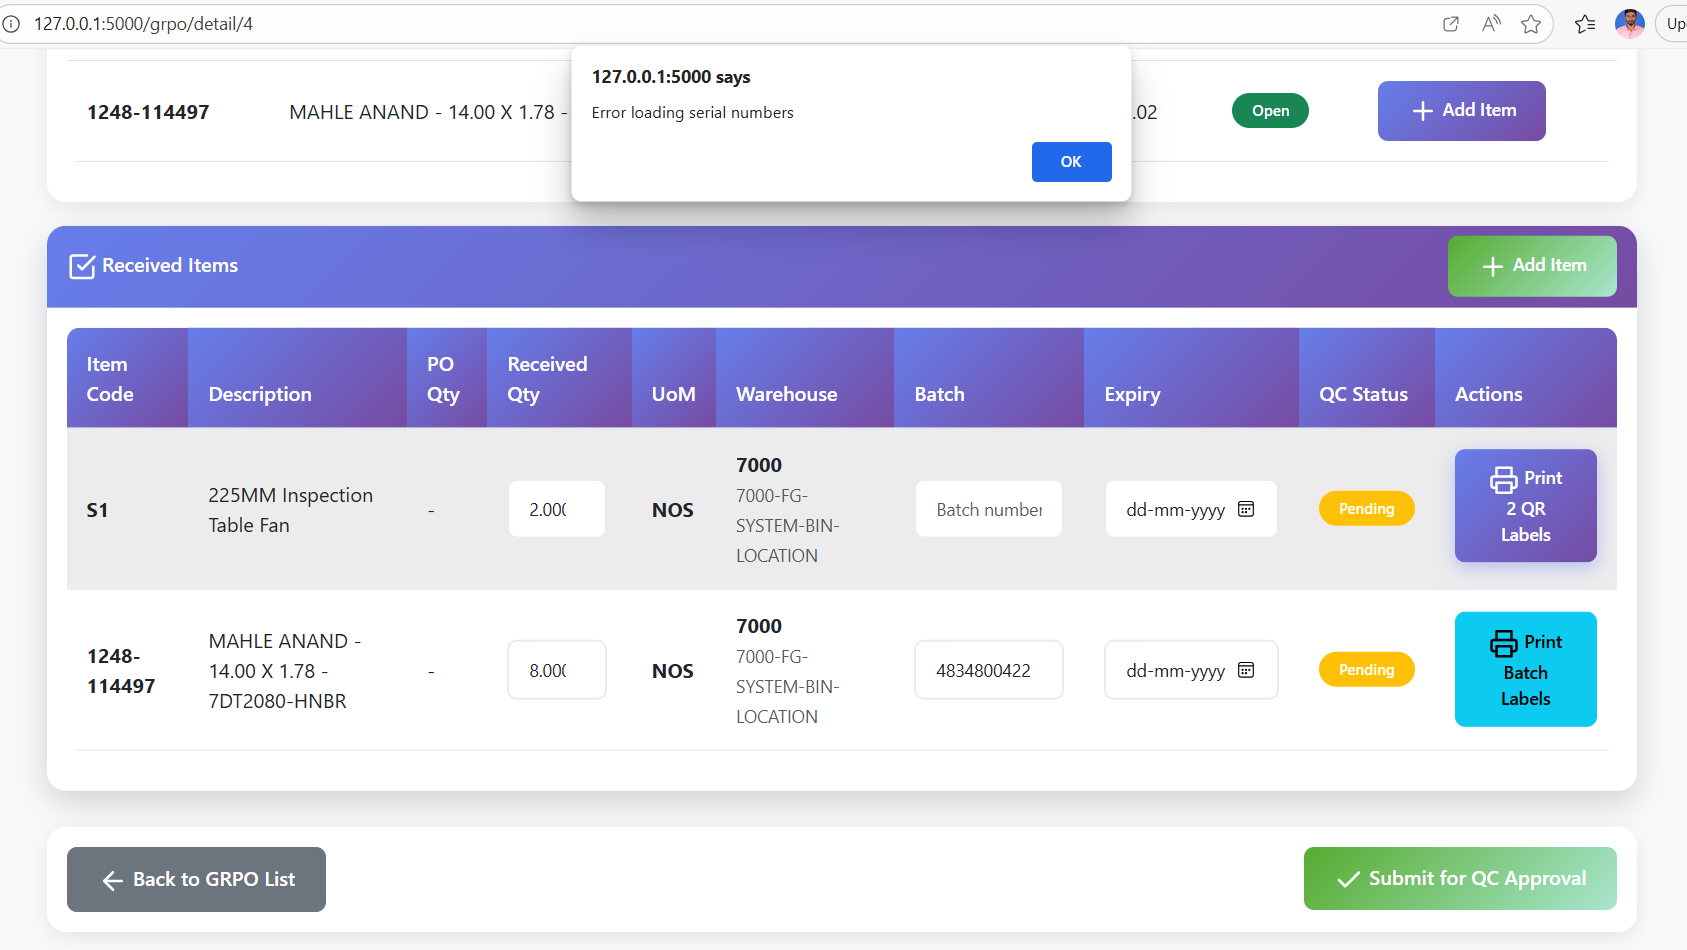 127.0.0.1:5000/grpo/detail/4
127.0.0.1:5000 says
Error loading serial numbers
OK
1248-114497 MAHLE ANAND - 14.00 X 1.78 - .02 Open Add Item
Received Items Add Item
Item Code Description PO Qty Received Qty UoM Warehouse Batch Expiry QC Status Actions
S1 225MM Inspection Table Fan - 2.000 NOS 7000 7000-FG-SYSTEM-BIN-LOCATION Batch number dd-mm-yyyy Pending Print 2 QR Labels
1248-114497 MAHLE ANAND - 14.00 X 1.78 - 7DT2080-HNBR - 8.000 NOS 7000 7000-FG-SYSTEM-BIN-LOCATION 4834800422 dd-mm-yyyy Pending Print Batch Labels
Back to GRPO List Submit for QC Approval